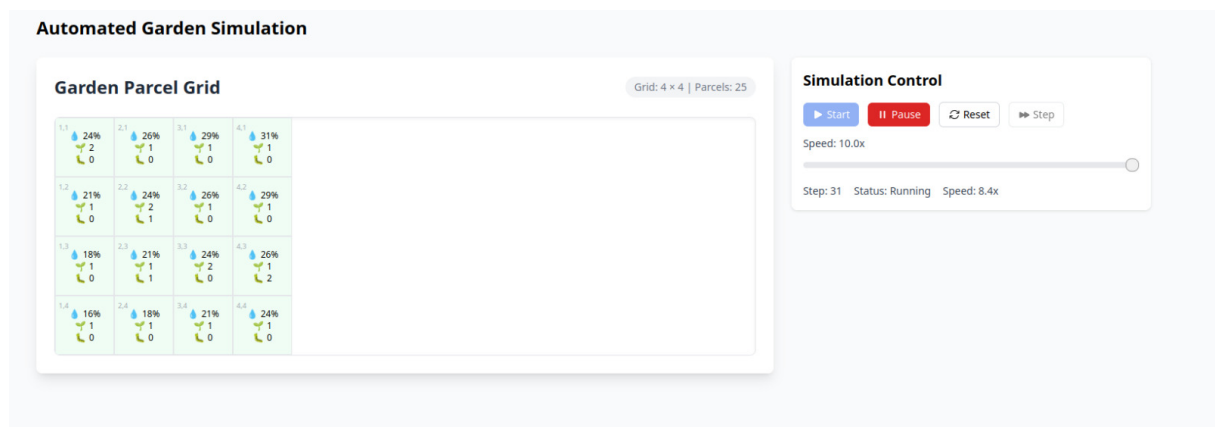 Automated Garden Simulation
Garden Parcel Grid
Grid: 4 × 4 | Parcels: 25
1,1 2,1 3,1 4,1
24% 26% 29% 31%
2 1 1 1
0 0 0 0
1,2 2,2 3,2 4,2
21% 24% 26% 29%
1 2 1 1
0 1 0 0
1,3 2,3 3,3 4,3
18% 21% 24% 26%
1 1 2 1
0 1 0 2
1,4 2,4 3,4 4,4
16% 18% 21% 24%
1 1 1 1
0 0 0 0
Simulation Control
Start Pause Reset Step
Speed: 10.0x
Step: 31 Status: Running Speed: 8.4x